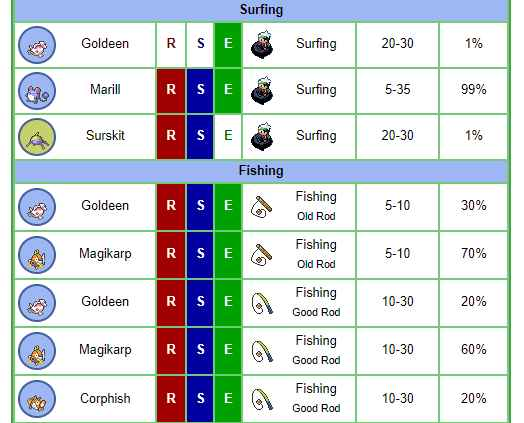 Surfing
Goldeen R S E Surfing 20-30 1%
Marill R S E Surfing 5-35 99%
Surskit R S E Surfing 20-30 1%
Fishing
Goldeen R S E Fishing Old Rod 5-10 30%
Magikarp R S E Fishing Old Rod 5-10 70%
Goldeen R S E Fishing Good Rod 10-30 20%
Magikarp R S E Fishing Good Rod 10-30 60%
Corphish R S E Fishing Good Rod 10-30 20%